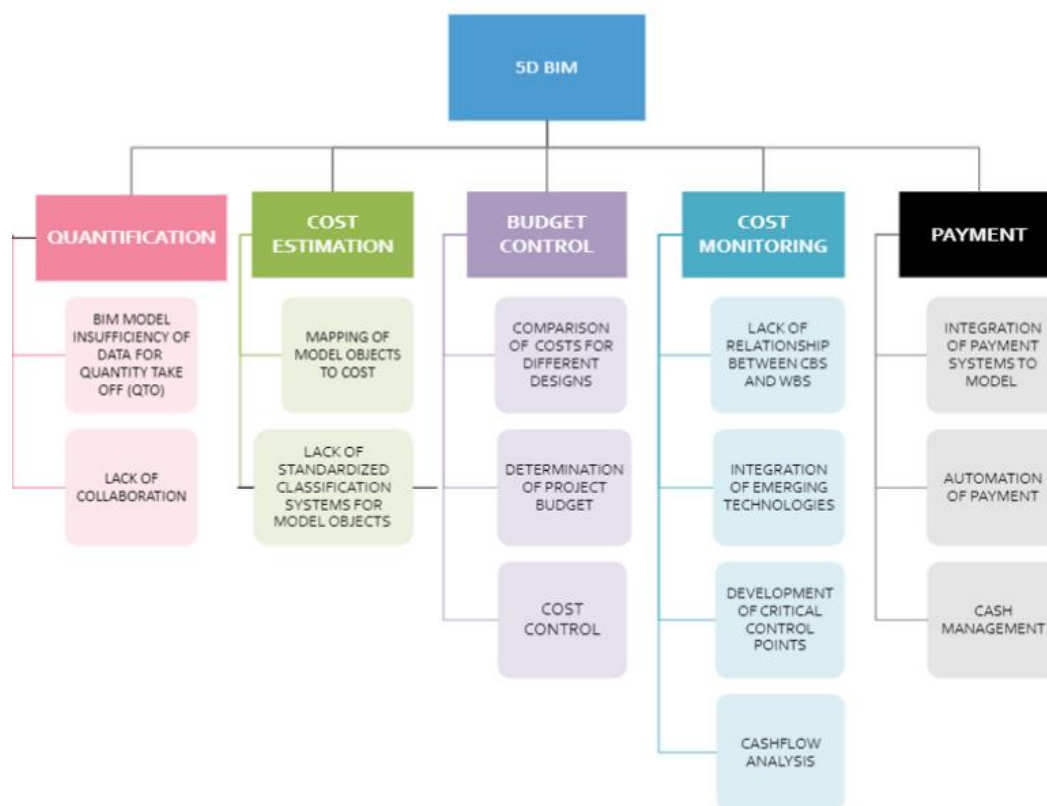 5D BIM
QUANTIFICATION
COST
ESTIMATION
BUDGET
CONTROL
COST
MONITORING
PAYMENT
BIM MODEL
INSUFFICIENCY OF
DATA FOR
QUANTITY TAKE
OFF (QTO)
MAPPING OF
MODEL OBJECTS
TO COST
COMPARISON
OF COSTS FOR
DIFFERENT
DESIGNS
LACK OF
RELATIONSHIP
BETWEEN CBS
AND WBS
INTEGRATION
OF PAYMENT
SYSTEMS TO
MODEL
LACK OF
COLLABORATION
LACK OF
STANDARDIZED
CLASSIFICATION
SYSTEMS FOR
MODEL OBJECTS
DETERMINATION
OF PROJECT
BUDGET
INTEGRATION
OF EMERGING
TECHNOLOGIES
AUTOMATION
OF PAYMENT
COST
CONTROL
DEVELOPMENT
OF CRITICAL
CONTROL
POINTS
CASH
MANAGEMENT
CASHFLOW
ANALYSIS